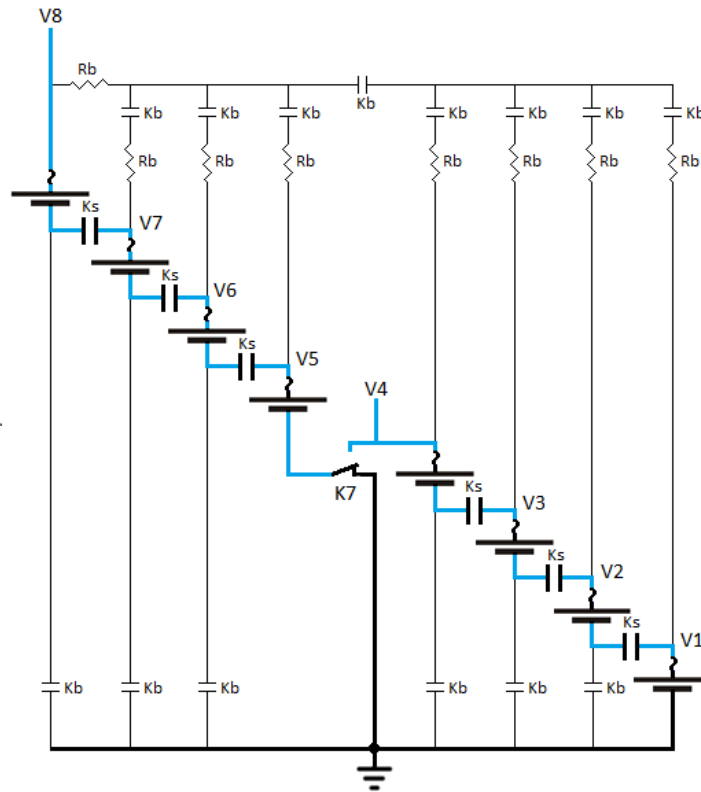 V8
Rb
Kb
Kb Kb Kb Kb Kb Kb Kb
Rb Rb Rb Rb Rb Rb Rb
Ks V7
Ks V6
Ks V5
V4
K7
Ks V3
Ks V2
Ks V1
Kb Kb Kb Kb Kb Kb